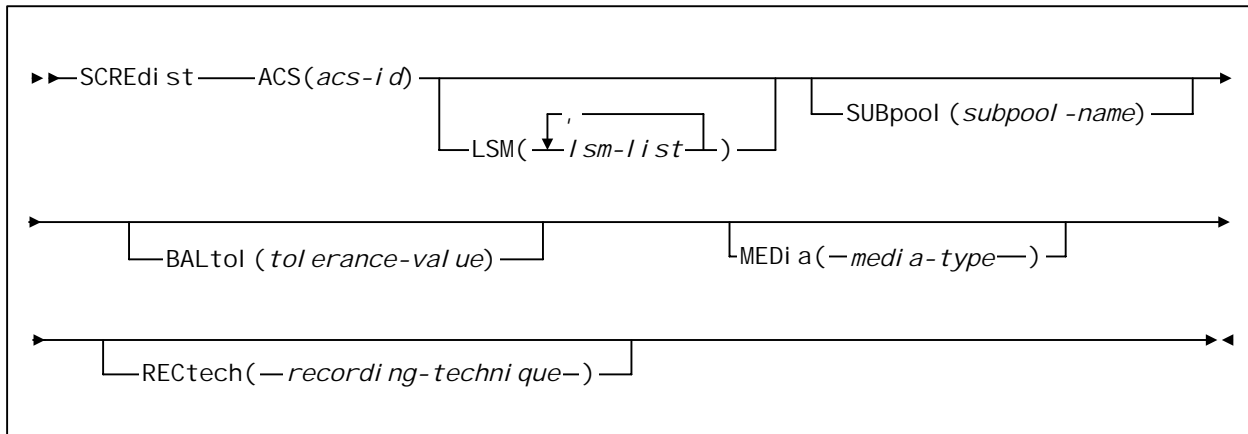 SCREdist ACS(acs-id)
,
LSM(lsm-list)
SUBpool(subpool-name)
BALtol(tolerance-value)
MEDia(media-type)
RECtech(recording-technique)